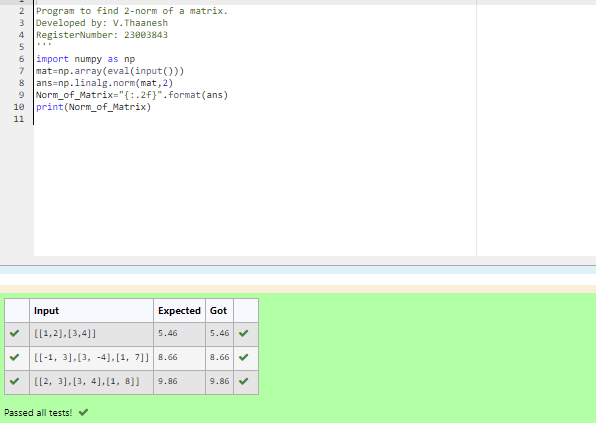 2 Program to find 2-norm of a matrix.
3 Developed by: V.Thaanesh
4 RegisterNumber: 23003843
5 '''
6 import numpy as np
7 mat=np.array(eval(input()))
8 ans=np.linalg.norm(mat,2)
9 Norm_of_Matrix="{:.2f}".format(ans)
10 print(Norm_of_Matrix)
11
Input Expected Got
[[1,2],[3,4]] 5.46 5.46
[[-1, 3],[3, -4],[1, 7]] 8.66 8.66
[[2, 3],[3, 4],[1, 8]] 9.86 9.86
Passed all tests!